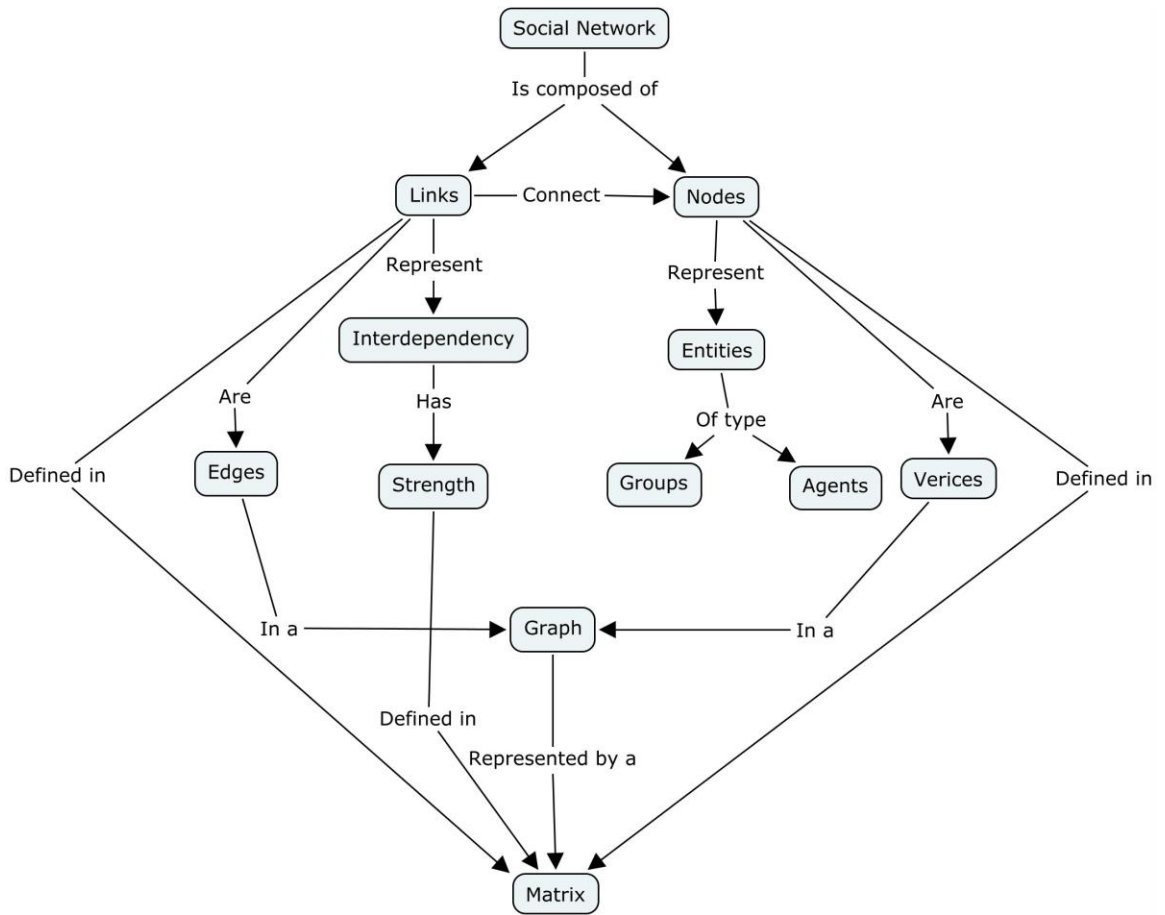 Social Network
Is composed of
Links
Connect
Nodes
Represent
Represent
Interdependency
Entities
Are
Has
Of type
Are
Defined in
Edges
Strength
Groups
Agents
Verices
Defined in
In a
Graph
In a
Defined in
Represented by a
Matrix